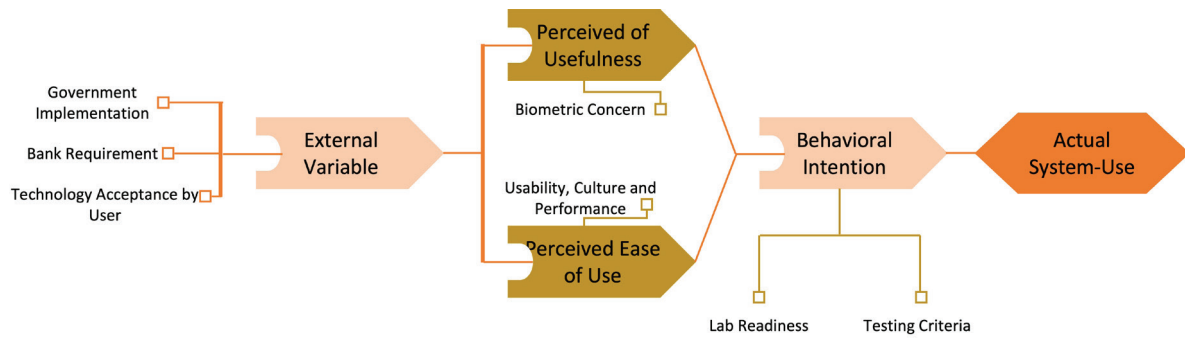 Government
Implementation
Bank Requirement
Technology Acceptance by
User
External
Variable
Perceived of
Usefulness
Biometric Concern
Usability, Culture and
Performance
Perceived Ease
of Use
Behavioral
Intention
Lab Readiness
Testing Criteria
Actual
System-Use